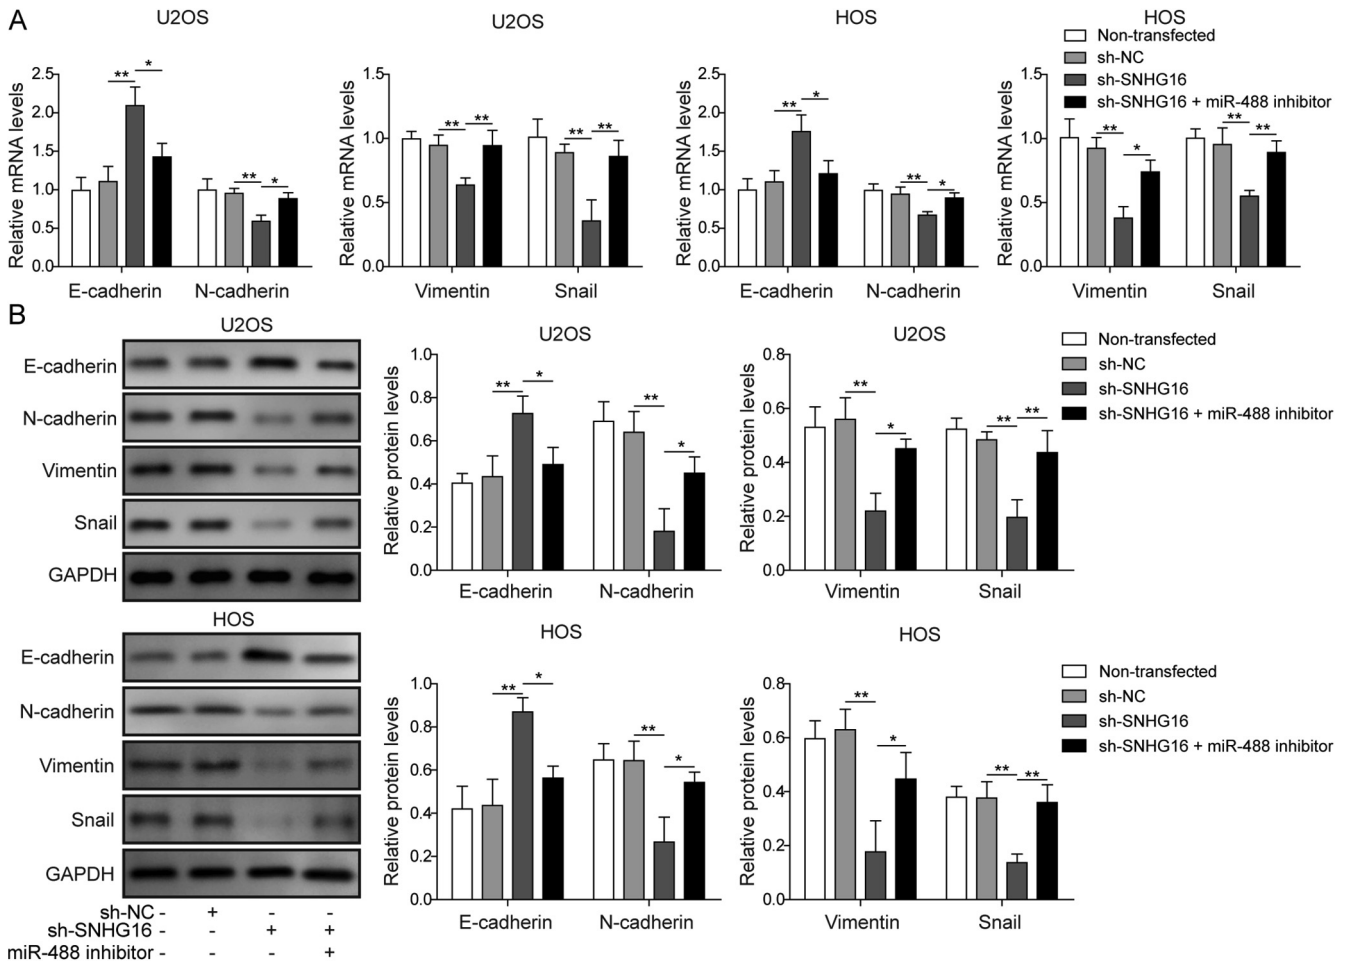 A
U2OS
U2OS
HOS
HOS
Non-transfected
sh-NC
sh-SNHG16
sh-SNHG16 + miR-488 inhibitor
Relative mRNA levels
2.5
2.0
1.5
1.0
0.5
0.0
** *
** *
E-cadherin N-cadherin
Relative mRNA levels
1.5
1.0
0.5
0.0
** **
** **
Vimentin Snail
Relative mRNA levels
2.5
2.0
1.5
1.0
0.5
0.0
** *
** *
E-cadherin N-cadherin
Relative mRNA levels
1.5
1.0
0.5
0.0
** *
** **
Vimentin Snail
B
U2OS
E-cadherin
N-cadherin
Vimentin
Snail
GAPDH
U2OS
Relative protein levels
1.0
0.8
0.6
0.4
0.2
0.0
** *
** *
E-cadherin N-cadherin
U2OS
Relative protein levels
0.8
0.6
0.4
0.2
0.0
** *
** **
Vimentin Snail
Non-transfected
sh-NC
sh-SNHG16
sh-SNHG16 + miR-488 inhibitor
HOS
E-cadherin
N-cadherin
Vimentin
Snail
GAPDH
sh-NC - + - -
sh-SNHG16 - - + +
miR-488 inhibitor - - - +
HOS
Relative protein levels
1.0
0.8
0.6
0.4
0.2
0.0
** *
** *
E-cadherin N-cadherin
HOS
Relative protein levels
0.8
0.6
0.4
0.2
0.0
** *
** **
Vimentin Snail
Non-transfected
sh-NC
sh-SNHG16
sh-SNHG16 + miR-488 inhibitor